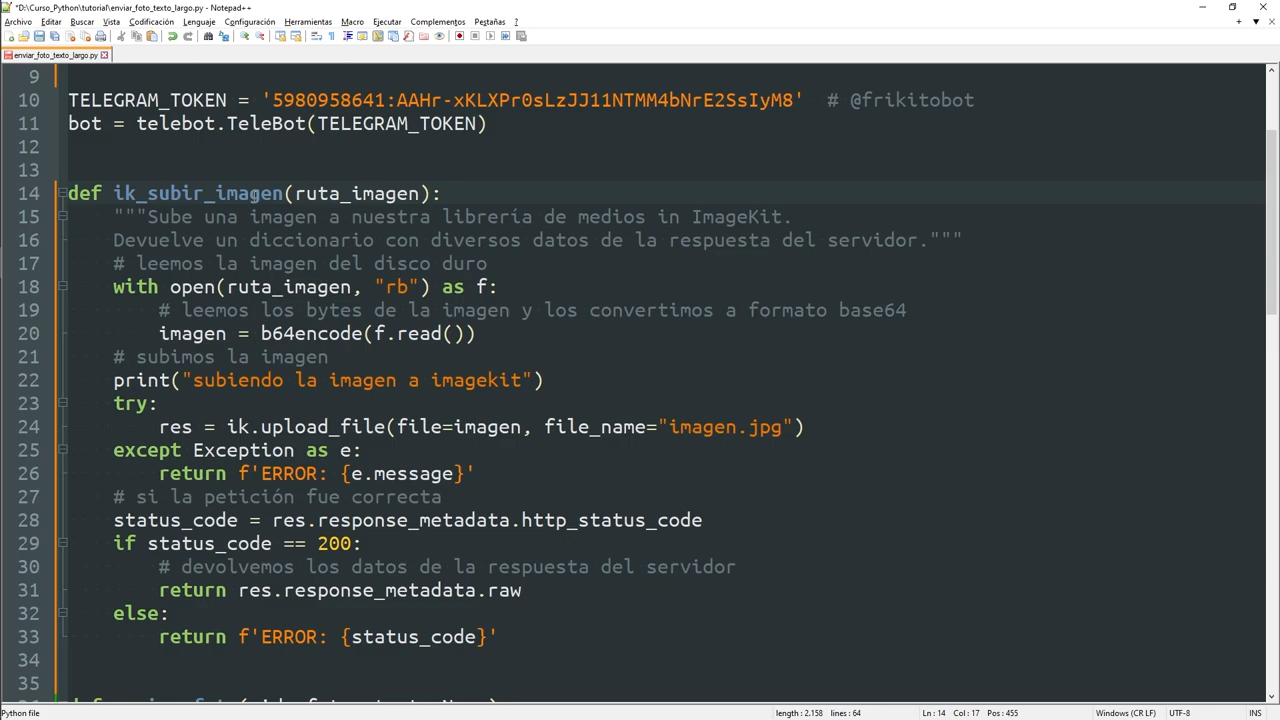 *D:\Curso_Python\tutorial\enviar_foto_texto_largo.py - Notepad++
Archivo Editar Buscar Vista Codificación Lenguaje Configuración Herramientas Macro Ejecutar Complementos Pestañas ?
enviar_foto_texto_largo.py
9
10 TELEGRAM_TOKEN = '5980958641:AAHr-xKLXPr0sLzJJ11NTMM4bNrE2SsIyM8' # @frikitobot
11 bot = telebot.TeleBot(TELEGRAM_TOKEN)
12
13
14 def ik_subir_imagen(ruta_imagen):
15 """Sube una imagen a nuestra librería de medios in ImageKit.
16 Devuelve un diccionario con diversos datos de la respuesta del servidor."""
17 # leemos la imagen del disco duro
18 with open(ruta_imagen, "rb") as f:
19 # leemos los bytes de la imagen y los convertimos a formato base64
20 imagen = b64encode(f.read())
21 # subimos la imagen
22 print("subiendo la imagen a imagekit")
23 try:
24 res = ik.upload_file(file=imagen, file_name="imagen.jpg")
25 except Exception as e:
26 return f'ERROR: {e.message}'
27 # si la petición fue correcta
28 status_code = res.response_metadata.http_status_code
29 if status_code == 200:
30 # devolvemos los datos de la respuesta del servidor
31 return res.response_metadata.raw
32 else:
33 return f'ERROR: {status_code}'
34
35
Python file length : 2.158 lines : 64 Ln : 14 Col : 17 Pos : 455 Windows (CR LF) UTF-8 INS